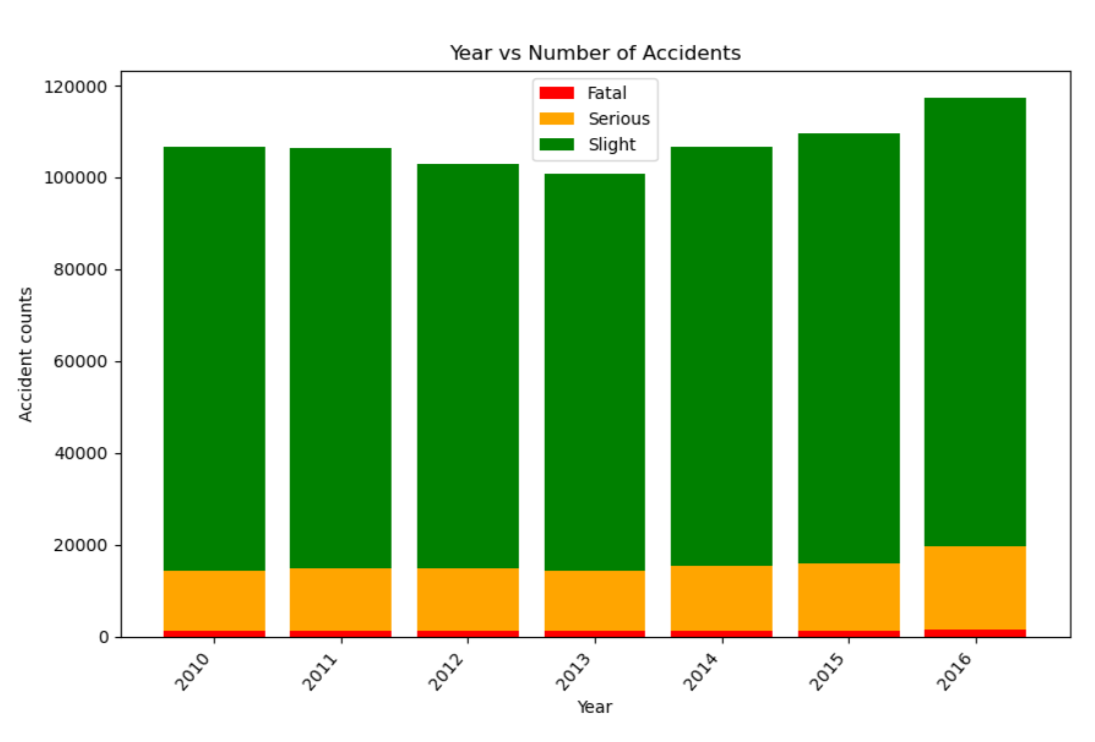 Year vs Number of Accidents
Fatal
Serious
Slight
Accident counts
120000
100000
80000
60000
40000
20000
0
2010
2011
2012
2013
2014
2015
2016
Year